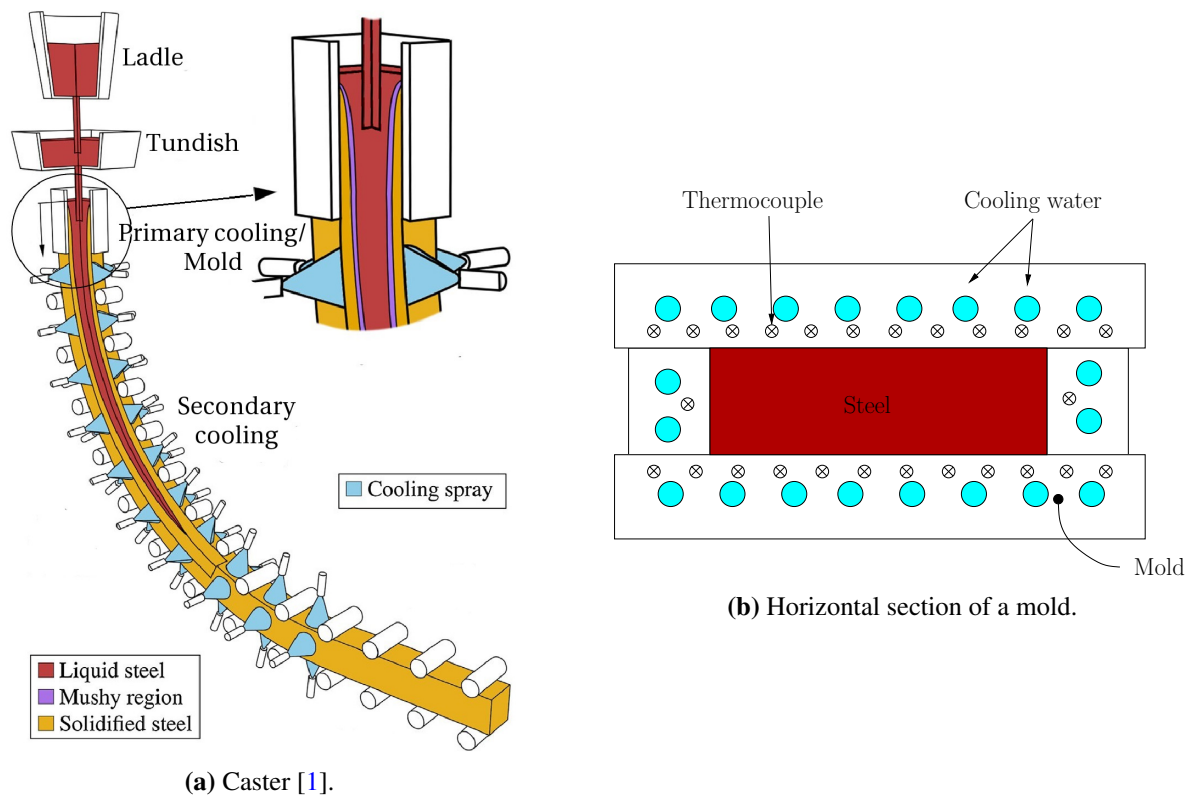 Ladle
Tundish
Primary cooling/
Mold
Secondary
cooling
Cooling spray
Liquid steel
Mushy region
Solidified steel
(a) Caster [1].
Thermocouple
Cooling water
Steel
Mold
(b) Horizontal section of a mold.